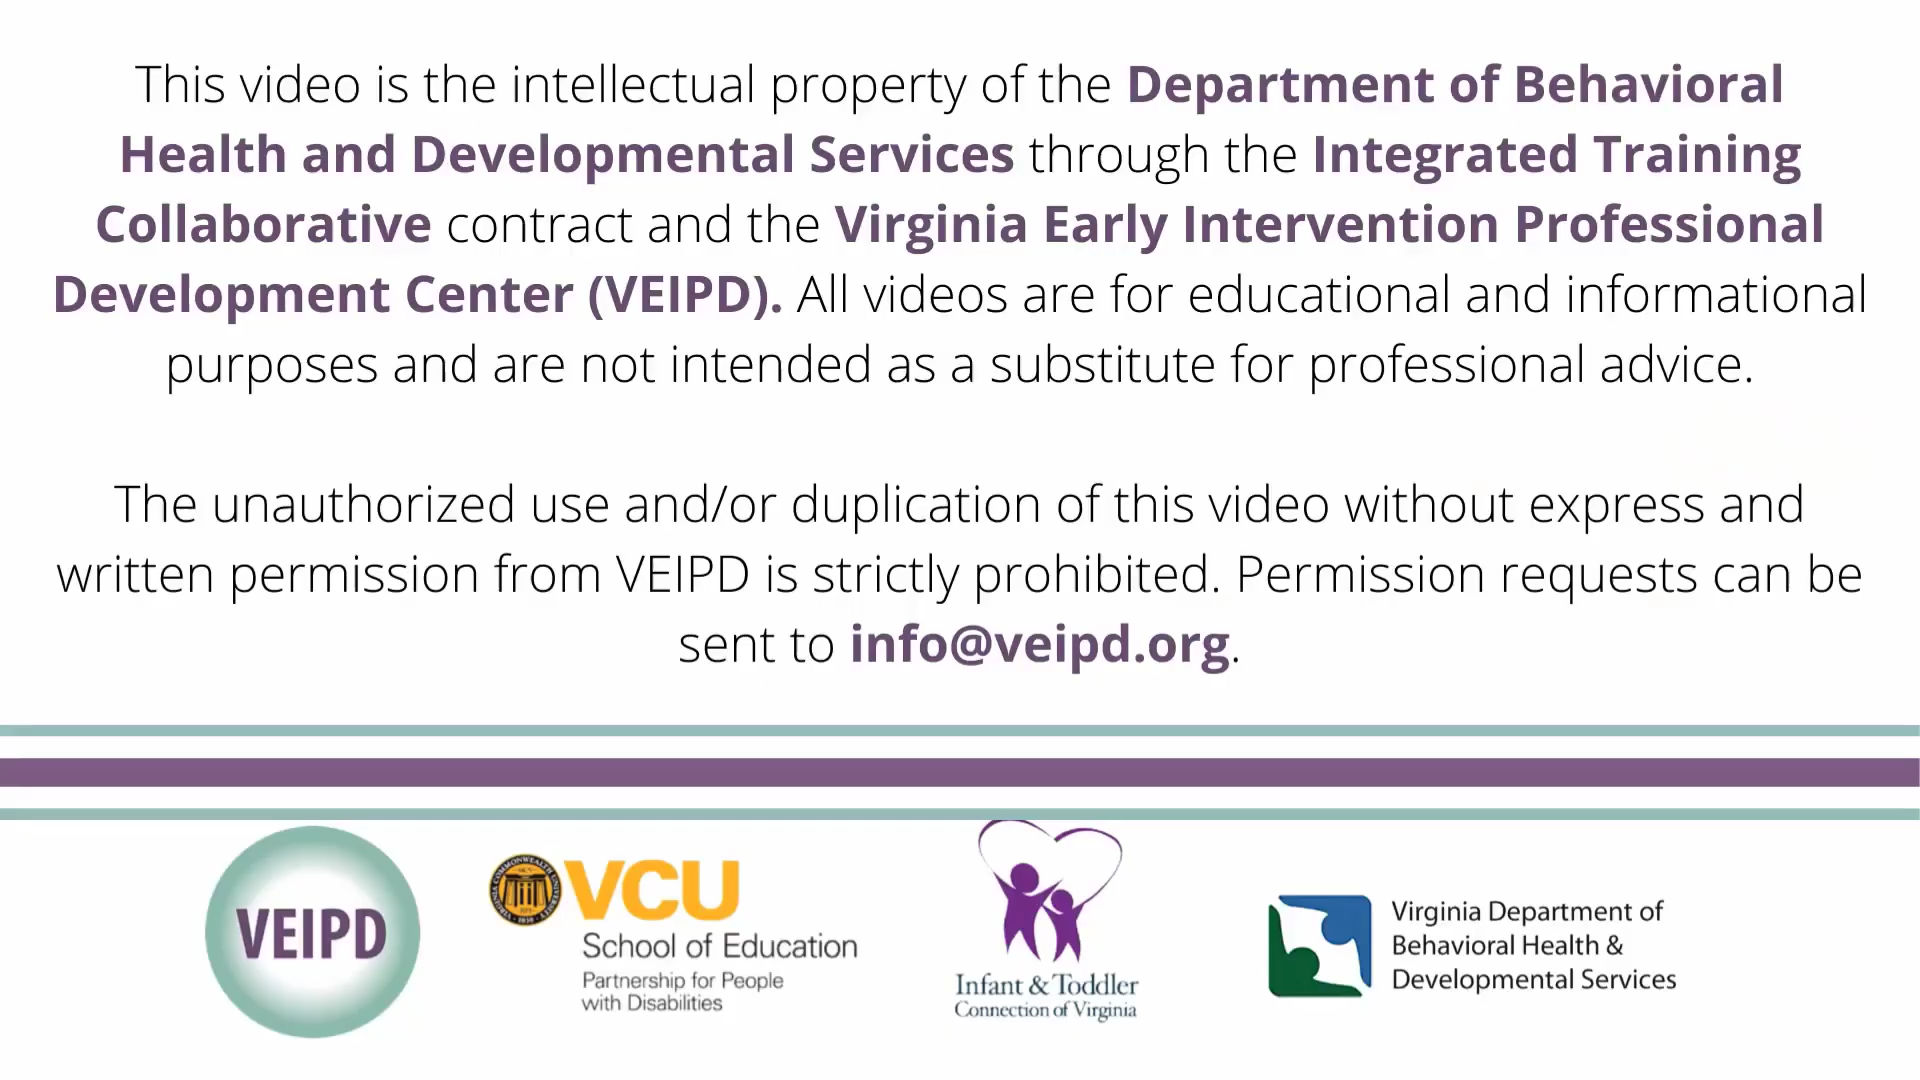 This video is the intellectual property of the Department of Behavioral
Health and Developmental Services through the Integrated Training
Collaborative contract and the Virginia Early Intervention Professional
Development Center (VEIPD). All videos are for educational and informational
purposes and are not intended as a substitute for professional advice.
The unauthorized use and/or duplication of this video without express and
written permission from VEIPD is strictly prohibited. Permission requests can be
sent to info@veipd.org.
VEIPD
VCU
School of Education
Partnership for People
with Disabilities
Infant & Toddler
Connection of Virginia
Virginia Department of
Behavioral Health &
Developmental Services